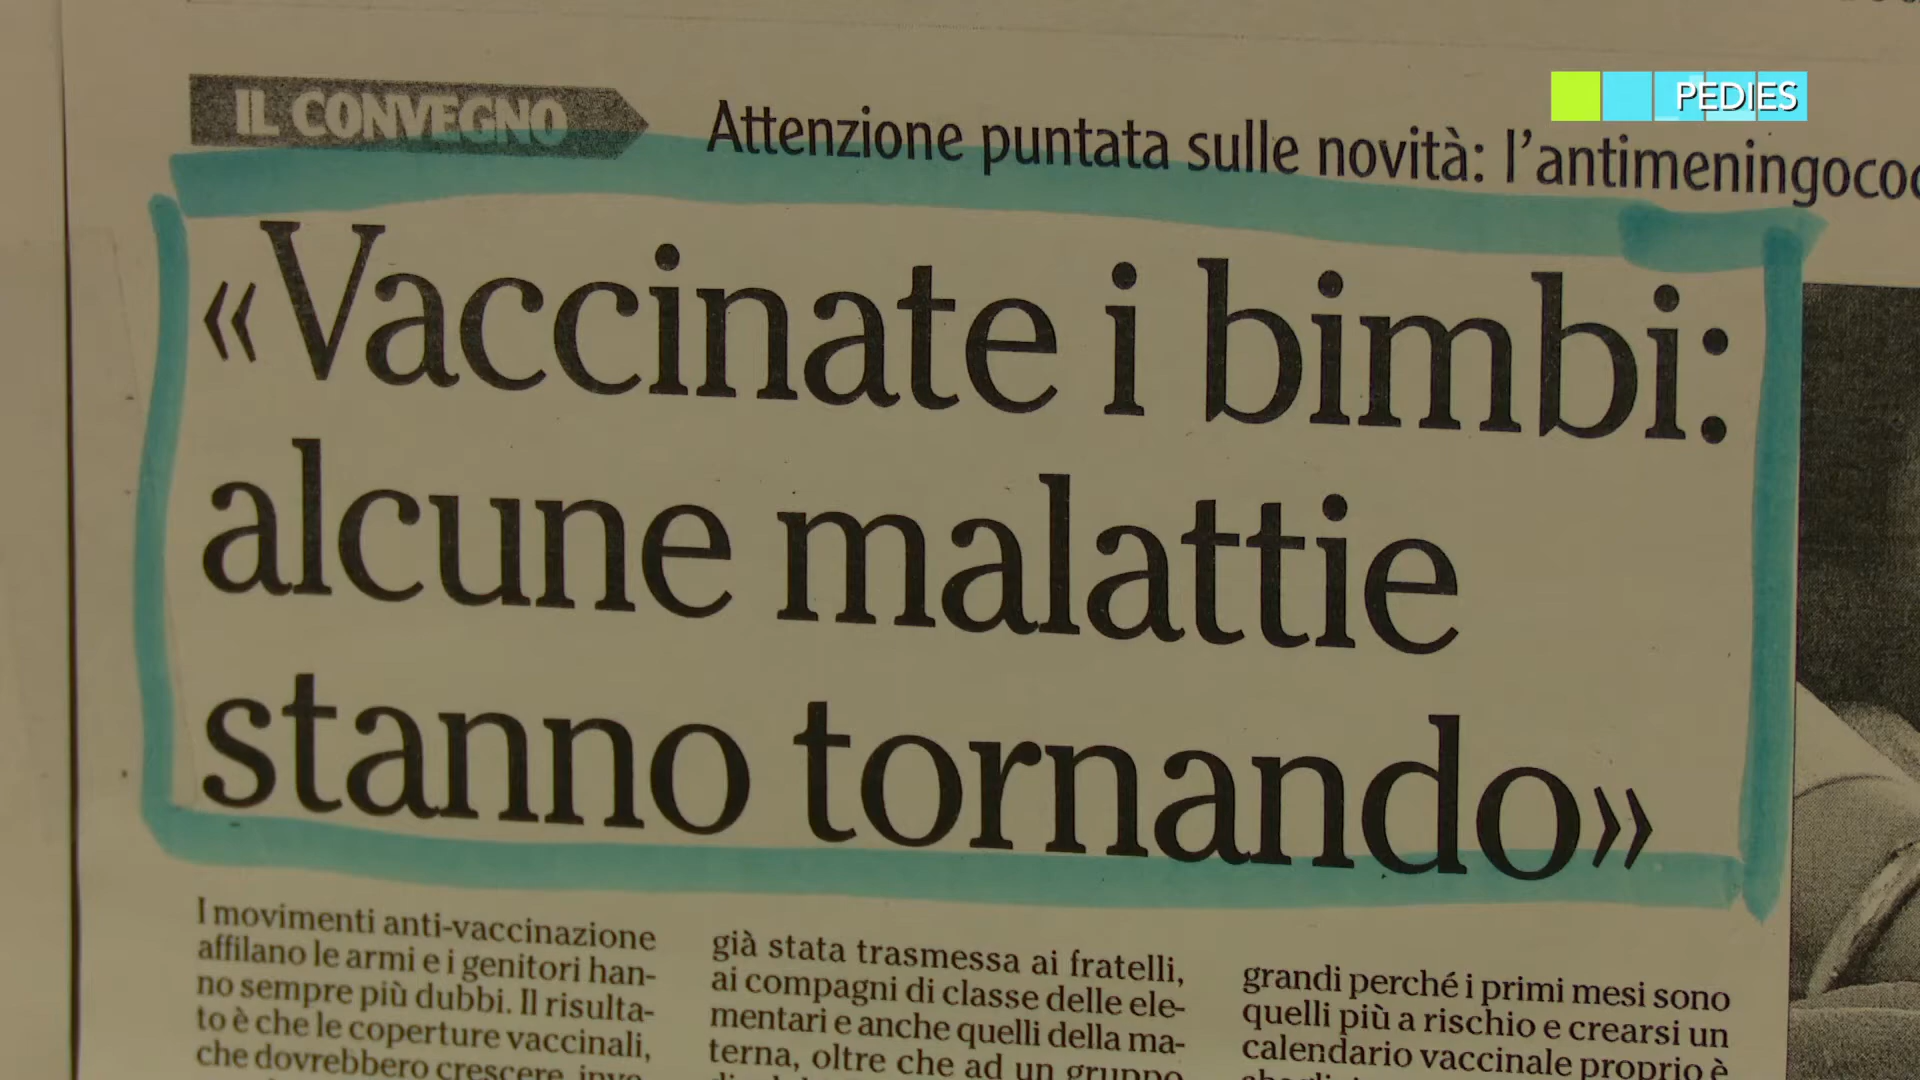 IL CONVEGNO
Attenzione puntata sulle novità: l'antimeningococ
PEDIES
«Vaccinate i bimbi:
alcune malattie
stanno tornando»
I movimenti anti-vaccinazione
affilano le armi e i genitori han-
no sempre più dubbi. Il risulta-
to è che le coperture vaccinali,
che dovrebbero crescere, inve
già stata trasmessa ai fratelli,
ai compagni di classe delle ele-
mentari e anche quelli della ma-
terna, oltre che ad un gruppo
grandi perché i primi mesi sono
quelli più a rischio e crearsi un
calendario vaccinale proprio è